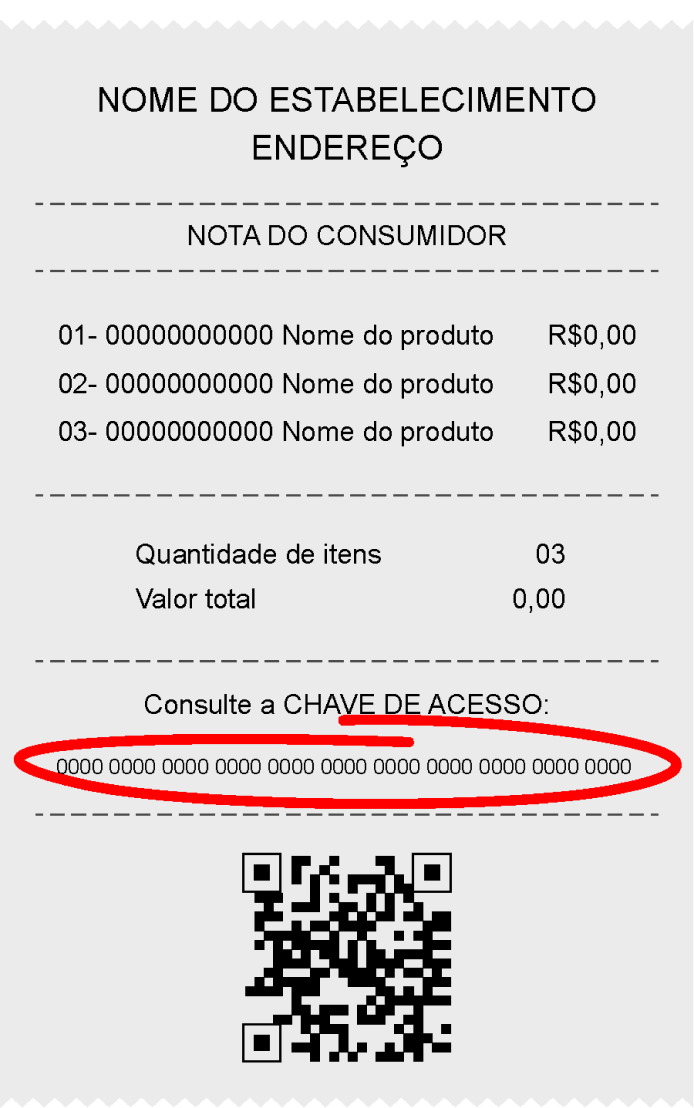 NOME DO ESTABELECIMENTO
ENDEREÇO
NOTA DO CONSUMIDOR
01- 00000000000 Nome do produto R$0,00
02- 00000000000 Nome do produto R$0,00
03- 00000000000 Nome do produto R$0,00
Quantidade de itens 03
Valor total 0,00
Consulte a CHAVE DE ACESSO:
0000 0000 0000 0000 0000 0000 0000 0000 0000 0000 0000